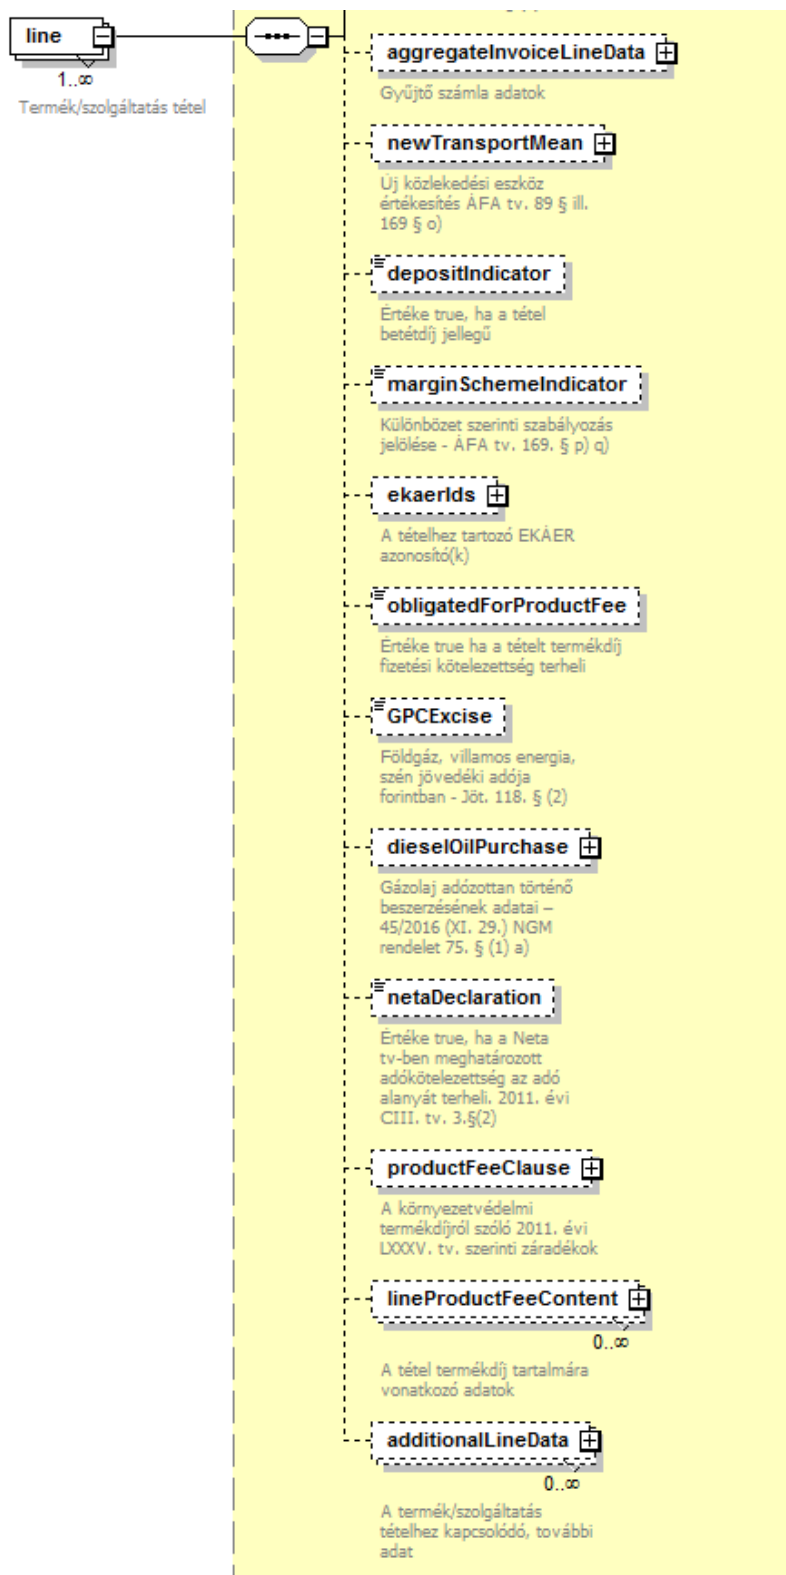 line
1..∞
Termék/szolgáltatás tétel
aggregateInvoiceLineData
Gyűjtő számla adatok
newTransportMean
Új közlekedési eszköz
értékesítés ÁFA tv. 89 § ill.
169 § o)
depositIndicator
Értéke true, ha a tétel
betétdíj jellegű
marginSchemeIndicator
Különbözet szerinti szabályozás
jelölése - ÁFA tv. 169. § p) q)
ekaerIds
A tételhez tartozó EKÁER
azonosító(k)
obligatedForProductFee
Értéke true ha a tételt termékdíj
fizetési kötelezettség terheli
GPCExcise
Földgáz, villamos energia,
szén jövedéki adója
forintban - Jöt. 118. § (2)
dieselOilPurchase
Gázolaj adózottan történő
beszerzésének adatai –
45/2016 (XI. 29.) NGM
rendelet 75. § (1) a)
netaDeclaration
Értéke true, ha a Neta
tv-ben meghatározott
adókötelezettség az adó
alanyát terheli. 2011. évi
CIII. tv. 3.§(2)
productFeeClause
A környezetvédelmi
termékdíjról szóló 2011. évi
LXXXV. tv. szerinti záradékok
lineProductFeeContent
0..∞
A tétel termékdíj tartalmára
vonatkozó adatok
additionalLineData
0..∞
A termék/szolgáltatás
tételhez kapcsolódó, további
adat